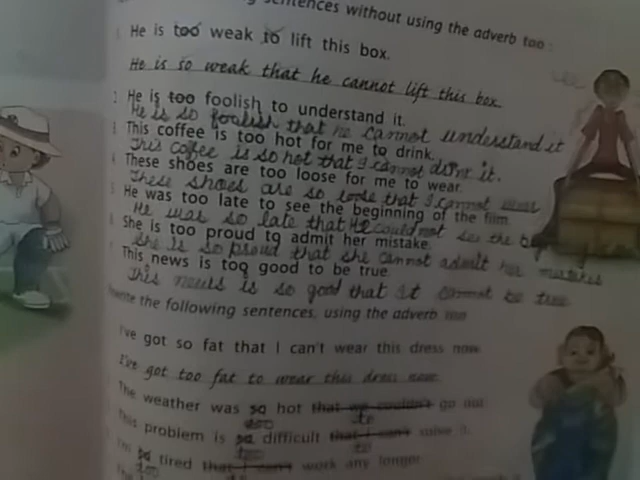 sentences without using the adverb too:
He is too weak to lift this box.
He is so weak that he cannot lift this box.
2 He is too foolish to understand it.
He is so foolish that he cannot understand it
3 This coffee is too hot for me to drink.
This coffee is so hot that I cannot drink it.
4 These shoes are too loose for me to wear.
These shoes are so loose that I cannot wear
5 He was too late to see the beginning of the film.
He was so late that He could not see the
6 She is too proud to admit her mistake.
She is so proud that she cannot admit her mistakes
This news is too good to be true.
This news is so good that it cannot be true
the following sentences, using the adverb too
I've got so fat that I can't wear this dress now
I've got too fat to wear this dress now
The weather was so hot that we couldn't go out
too to
This problem is so difficult that I can't solve it.
too to
I'm so tired that I can't work any longer
too